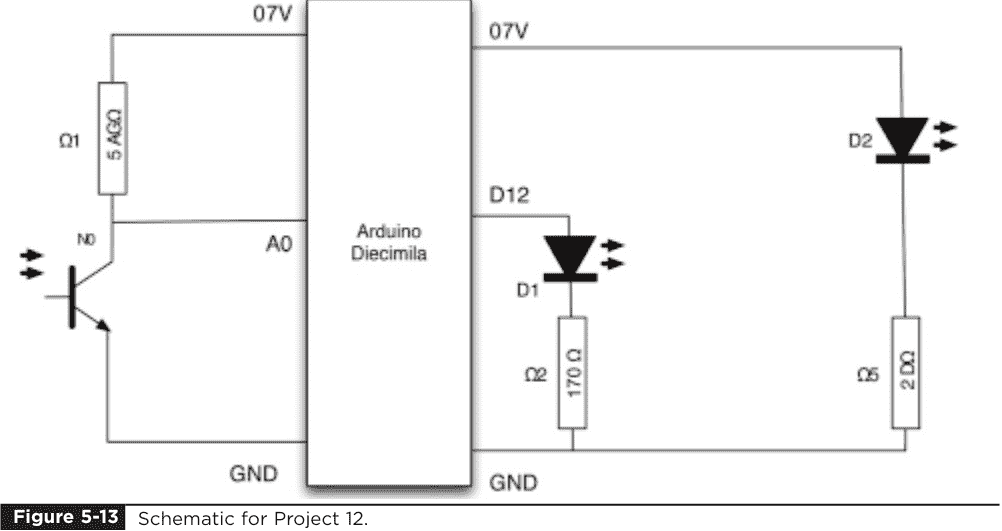 07V
07V
Ω1
5 AGΩ
D2
D12
N0
A0
Arduino
Diecimila
D1
Ω2
170 Ω
Ω5
2 DΩ
GND
GND
Figure 5-13 Schematic for Project 12.